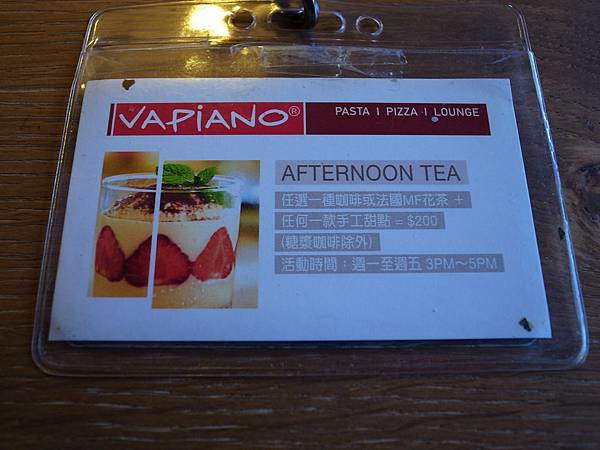 VAPIANO®
PASTA | PIZZA | LOUNGE
AFTERNOON TEA
任選一種咖啡或法國MF花茶 +
任何一款手工甜點 = $200
(糖漿咖啡除外)
活動時間；週一至週五 3PM～5PM